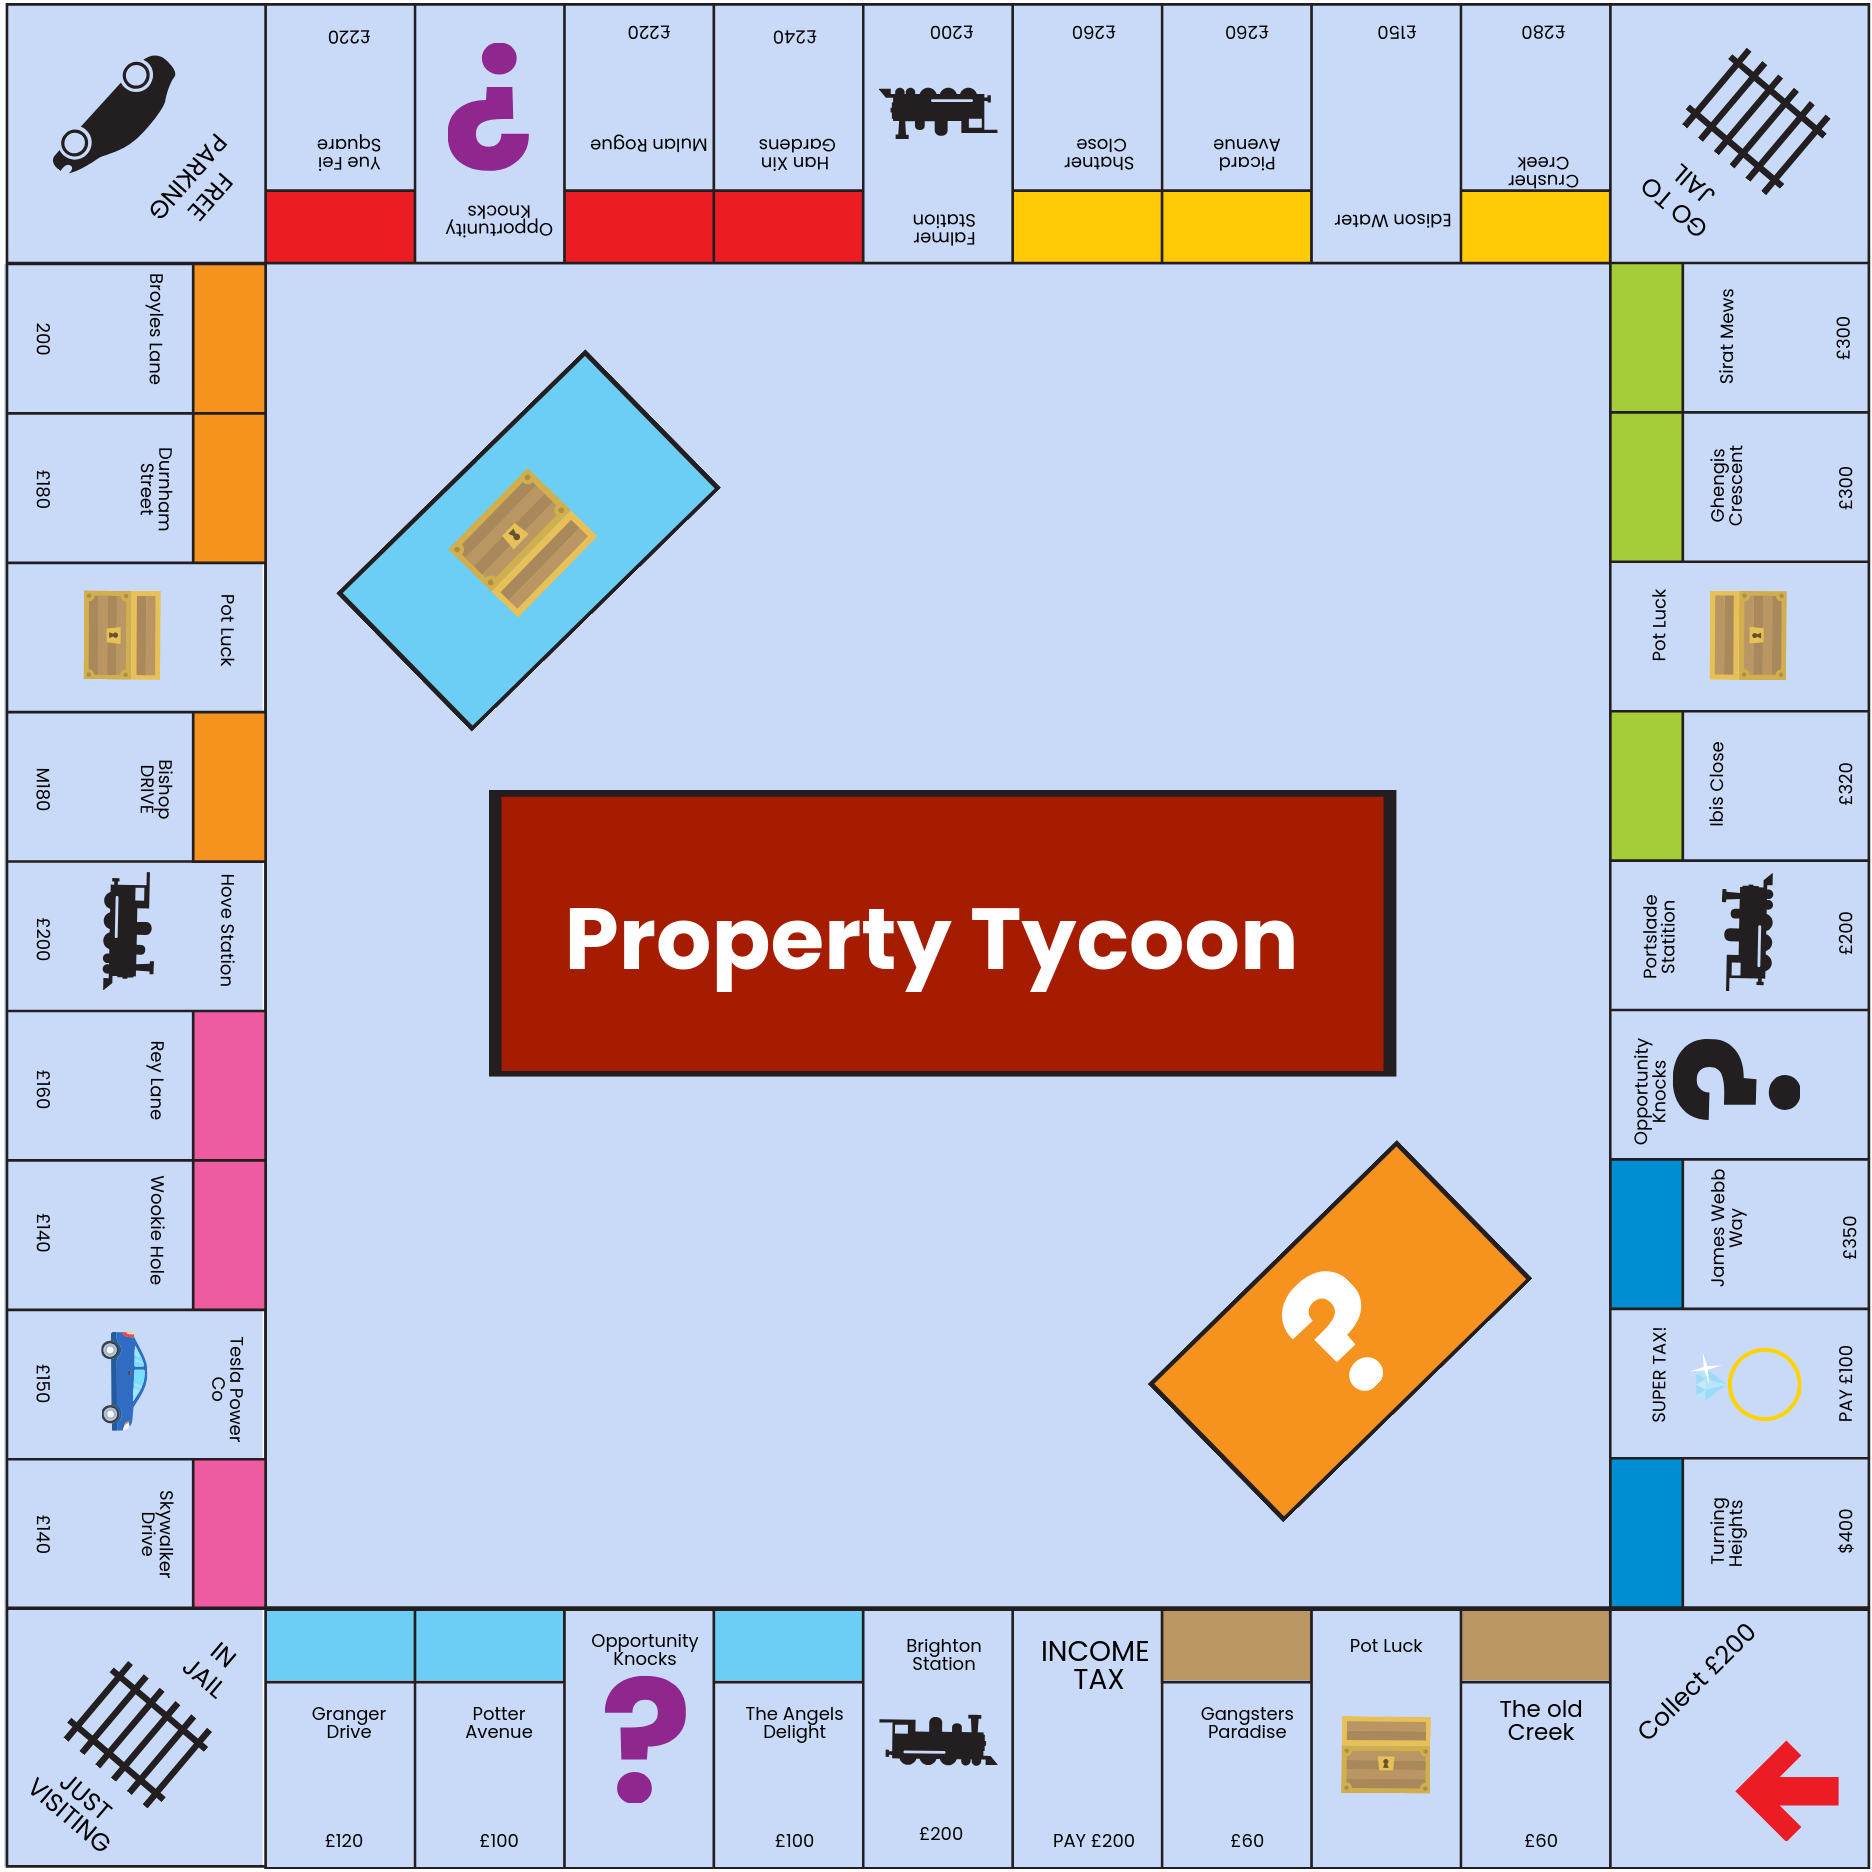 FREE
PARKING
£220
Yue Fei
Square
Opportunity
Knocks
£220
Mulan Rogue
£240
Han Xin
Gardens
£200
Falmer
Station
£260
Shatner
Close
£260
Picard
Avenue
£150
Edison Water
£280
Crusher
Creek
GO TO
JAIL
Broyles Lane
200
Durnham
Street
£180
Pot Luck
Bishop
DRIVE
M180
Hove Station
£200
Rey Lane
£160
Wookie Hole
£140
Tesla Power
Co
£150
Skywalker
Drive
£140
Property Tycoon
Sirat Mews
£300
Ghengis
Crescent
£300
Pot Luck
Ibis Close
£320
Portslade
Statition
£200
Opportunity
Knocks
James Webb
Way
£350
SUPER TAX!
PAY £100
Turning
Heights
$400
IN
JAIL
JUST
VISITING
Granger
Drive
£120
Potter
Avenue
£100
Opportunity
Knocks
The Angels
Delight
£100
Brighton
Station
£200
INCOME
TAX
PAY £200
Gangsters
Paradise
£60
Pot Luck
The old
Creek
£60
Collect £200